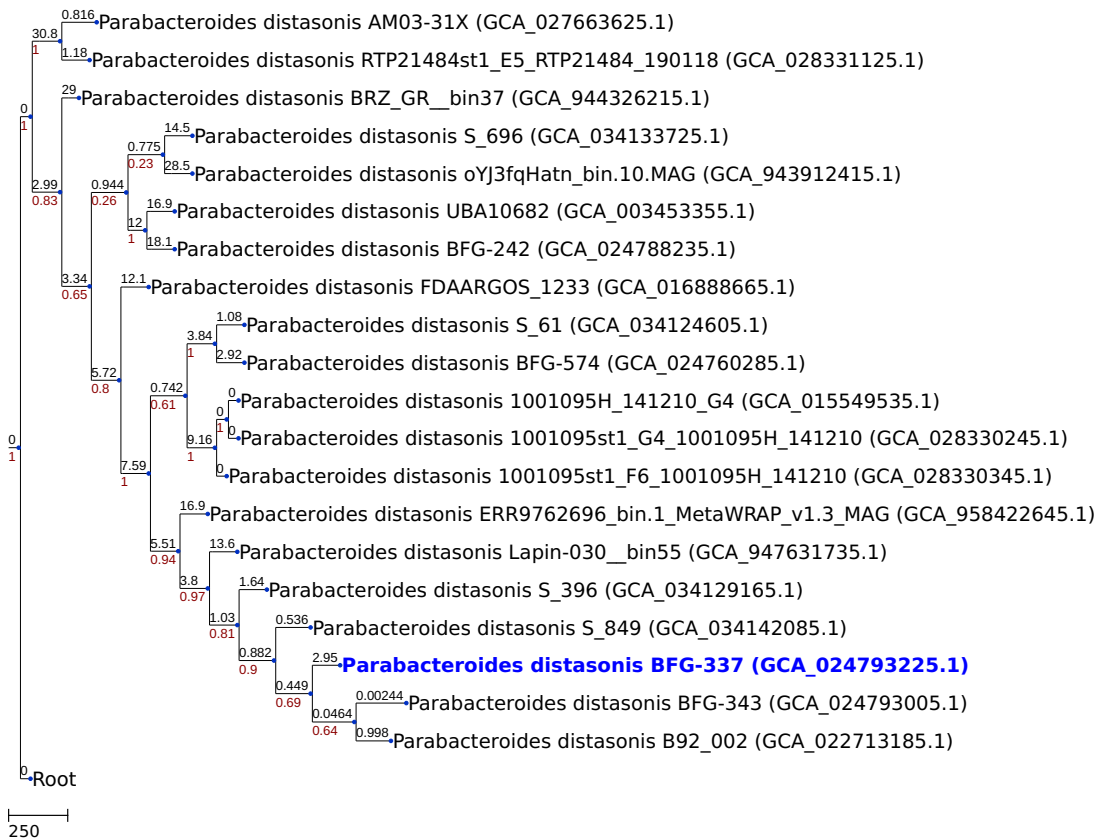 0.816
Parabacteroides distasonis AM03-31X (GCA_027663625.1)
30.8
1
1.18
Parabacteroides distasonis RTP21484st1_E5_RTP21484_190118 (GCA_028331125.1)
29
Parabacteroides distasonis BRZ_GR__bin37 (GCA_944326215.1)
0
1
14.5
Parabacteroides distasonis S_696 (GCA_034133725.1)
0.775
0.23
28.5
Parabacteroides distasonis oYJ3fqHatn_bin.10.MAG (GCA_943912415.1)
2.99
0.83
0.944
0.26
16.9
Parabacteroides distasonis UBA10682 (GCA_003453355.1)
12
1
18.1
Parabacteroides distasonis BFG-242 (GCA_024788235.1)
3.34
0.65
12.1
Parabacteroides distasonis FDAARGOS_1233 (GCA_016888665.1)
1.08
Parabacteroides distasonis S_61 (GCA_034124605.1)
3.84
1
2.92
Parabacteroides distasonis BFG-574 (GCA_024760285.1)
5.72
0.8
0.742
0.61
0
Parabacteroides distasonis 1001095H_141210_G4 (GCA_015549535.1)
0
1
0
Parabacteroides distasonis 1001095st1_G4_1001095H_141210 (GCA_028330245.1)
9.16
1
0
1
0
Parabacteroides distasonis 1001095st1_F6_1001095H_141210 (GCA_028330345.1)
7.59
1
16.9
Parabacteroides distasonis ERR9762696_bin.1_MetaWRAP_v1.3_MAG (GCA_958422645.1)
5.51
0.94
13.6
Parabacteroides distasonis Lapin-030__bin55 (GCA_947631735.1)
3.8
0.97
1.64
Parabacteroides distasonis S_396 (GCA_034129165.1)
1.03
0.81
0.536
Parabacteroides distasonis S_849 (GCA_034142085.1)
0.882
0.9
2.95
Parabacteroides distasonis BFG-337 (GCA_024793225.1)
0.449
0.69
0.00244
Parabacteroides distasonis BFG-343 (GCA_024793005.1)
0.0464
0.64
0.998
Parabacteroides distasonis B92_002 (GCA_022713185.1)
0
Root
250